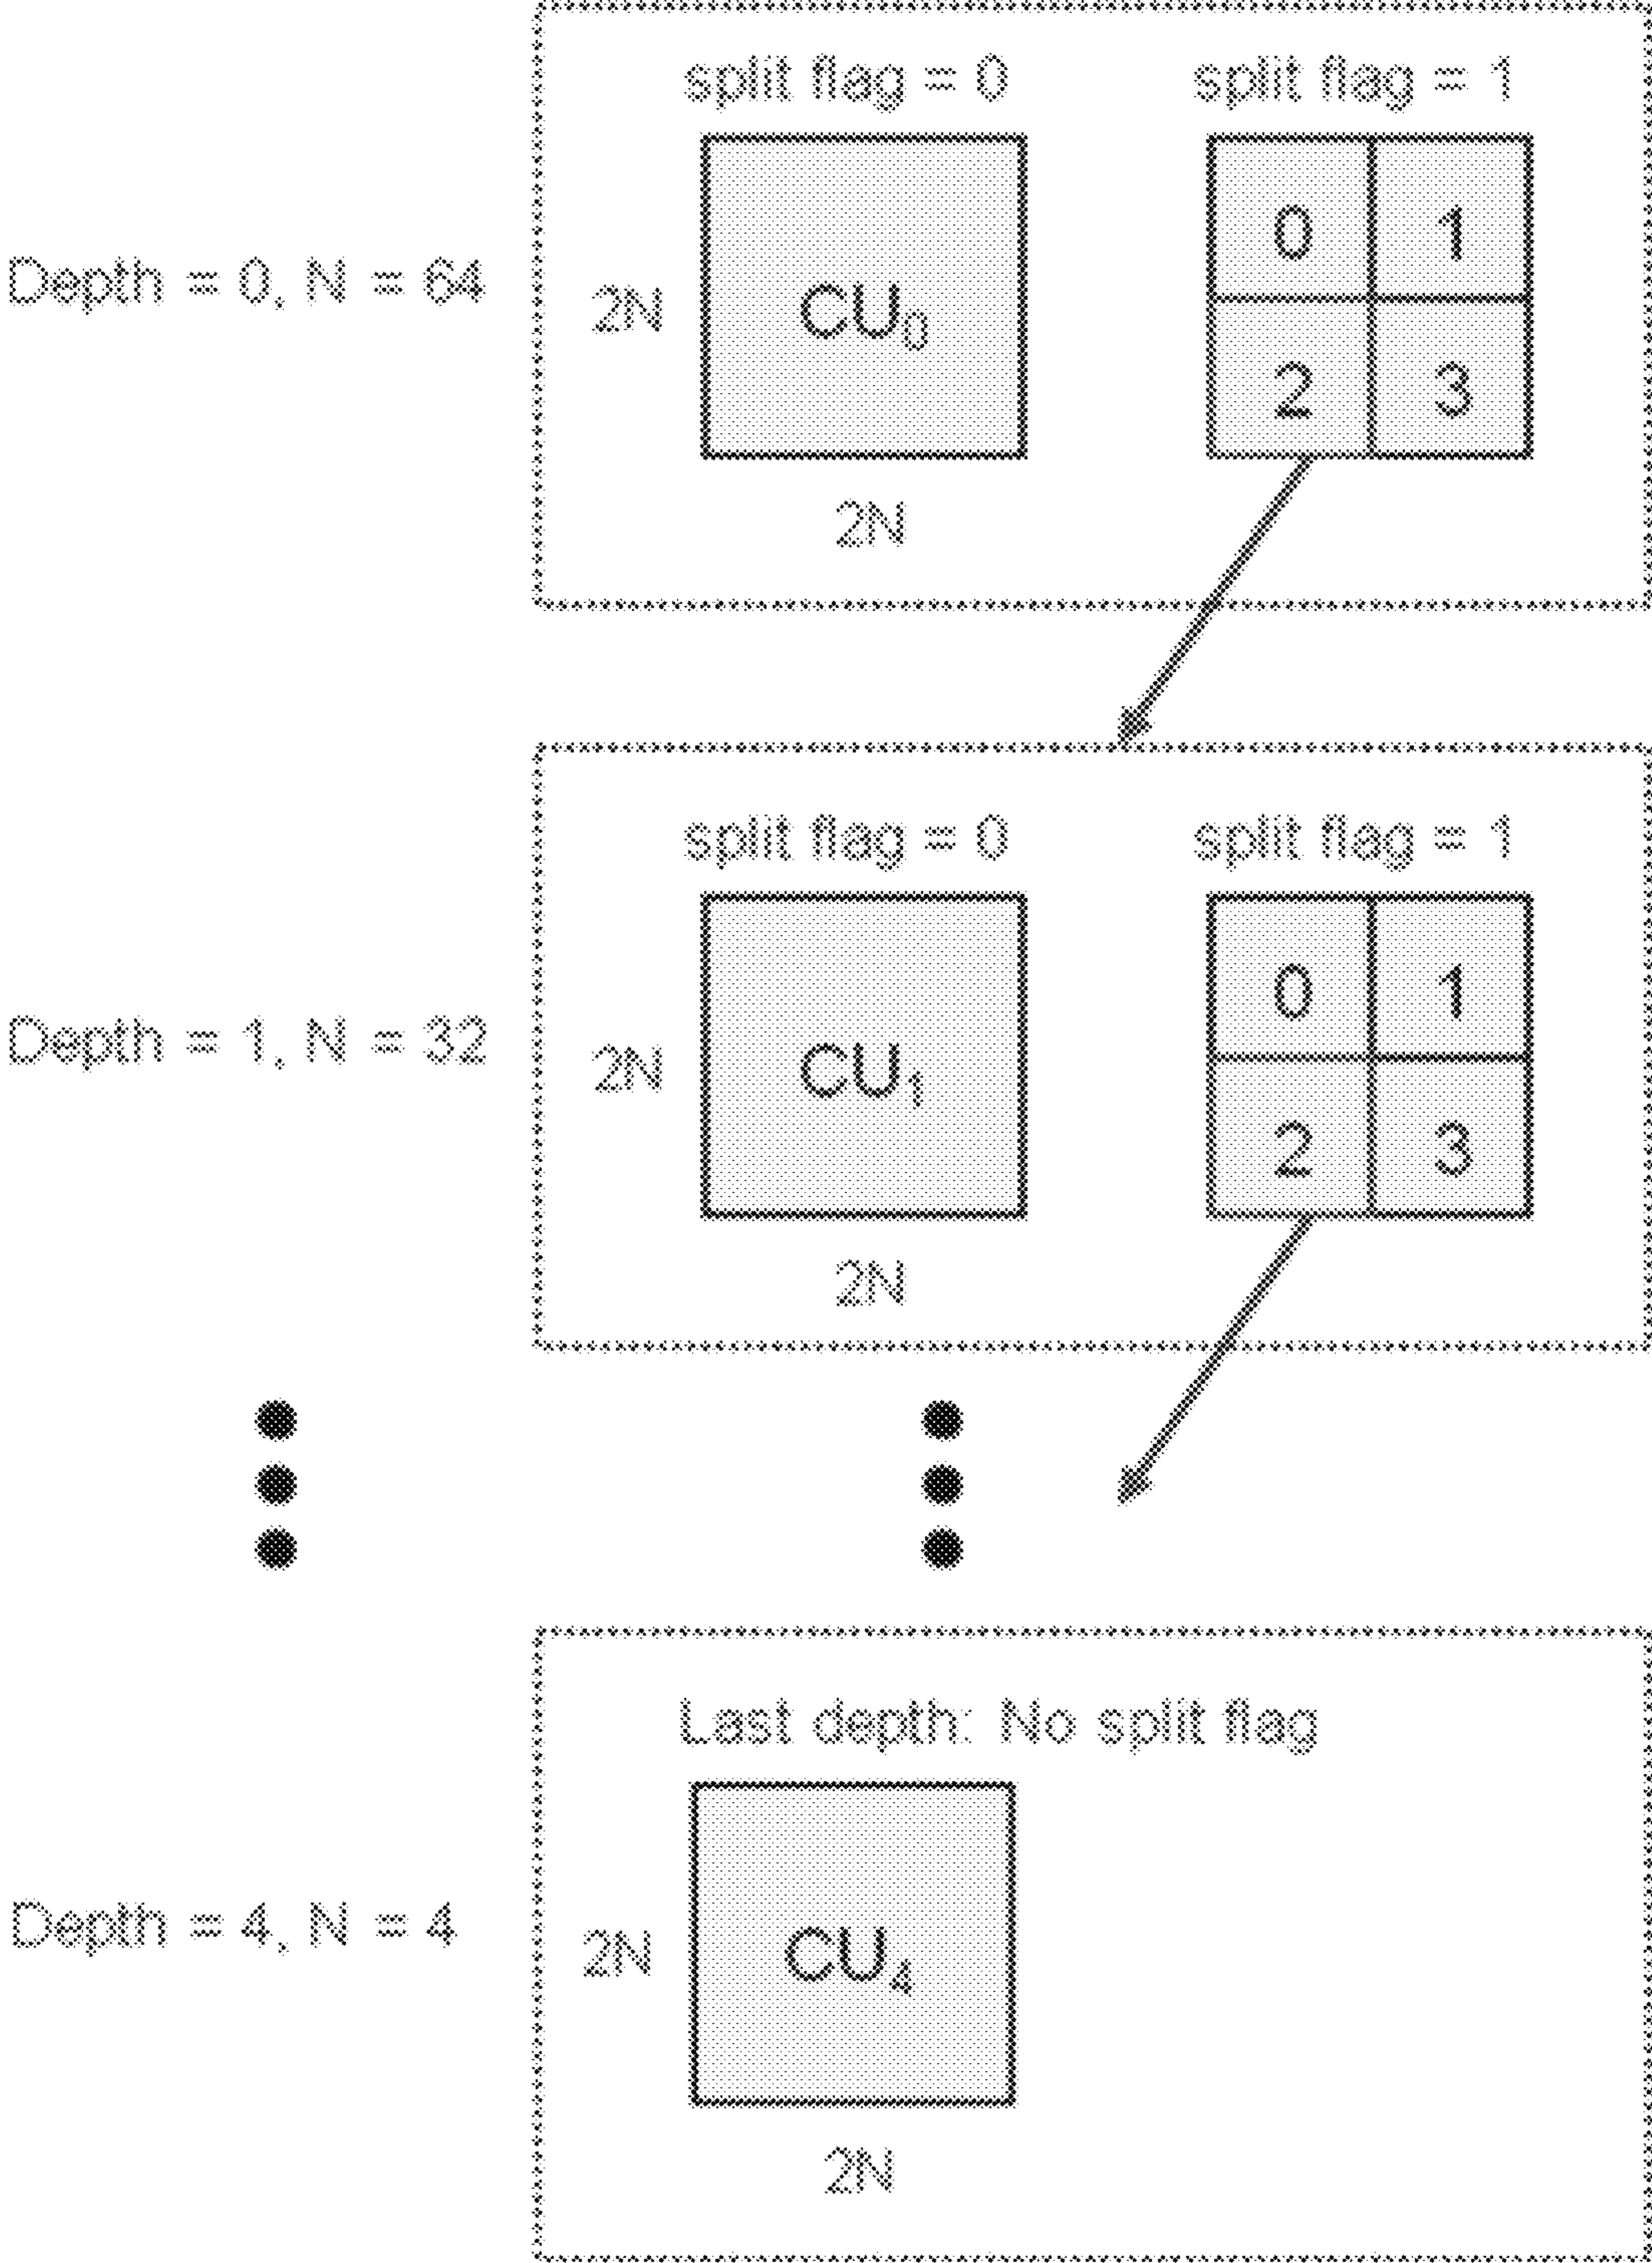 split flag = 0
split flag = 1
Depth = 0, N = 64
2N
CU₀
0
1
2
3
2N
split flag = 0
split flag = 1
Depth = 1, N = 32
2N
CU₁
0
1
2
3
2N
Last depth: No split flag
Depth = 4, N = 4
2N
CU₄
2N